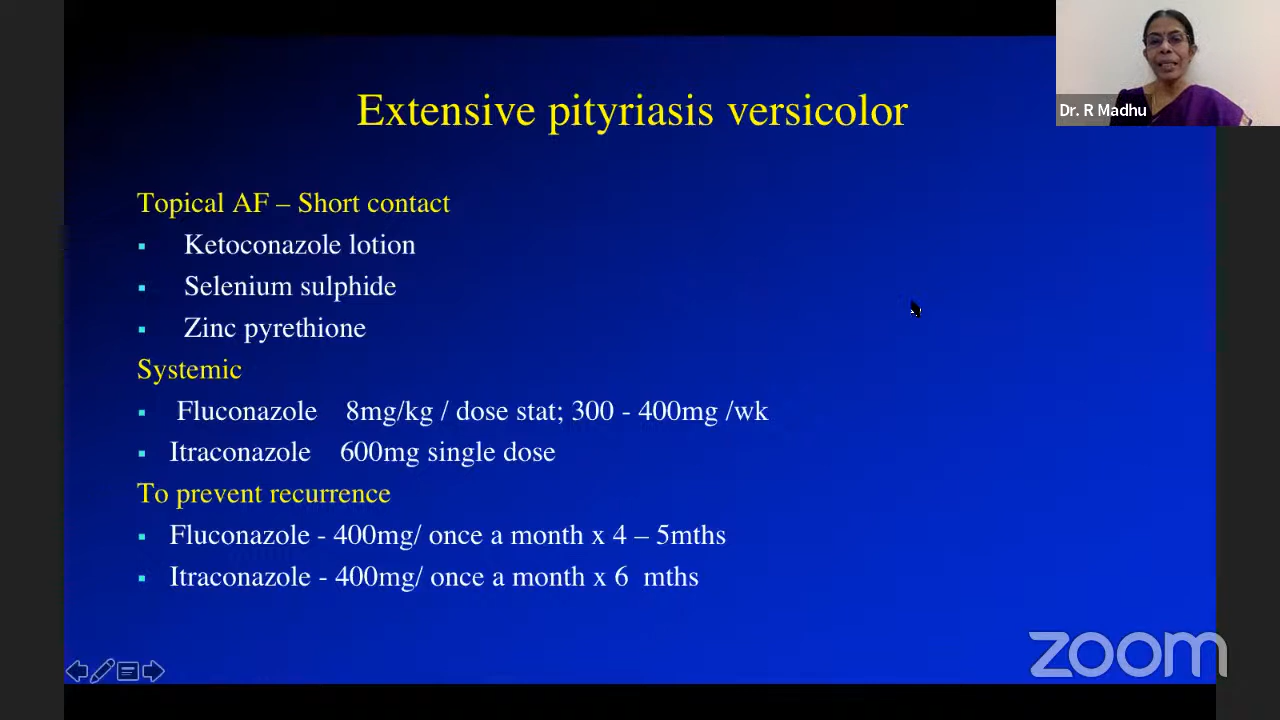 Extensive pityriasis versicolor
Dr. R Madhu
Topical AF – Short contact
▪ Ketoconazole lotion
▪ Selenium sulphide
▪ Zinc pyrethione
Systemic
▪ Fluconazole 8mg/kg / dose stat; 300 - 400mg /wk
▪ Itraconazole 600mg single dose
To prevent recurrence
▪ Fluconazole - 400mg/ once a month x 4 – 5mths
▪ Itraconazole - 400mg/ once a month x 6 mths
zoom